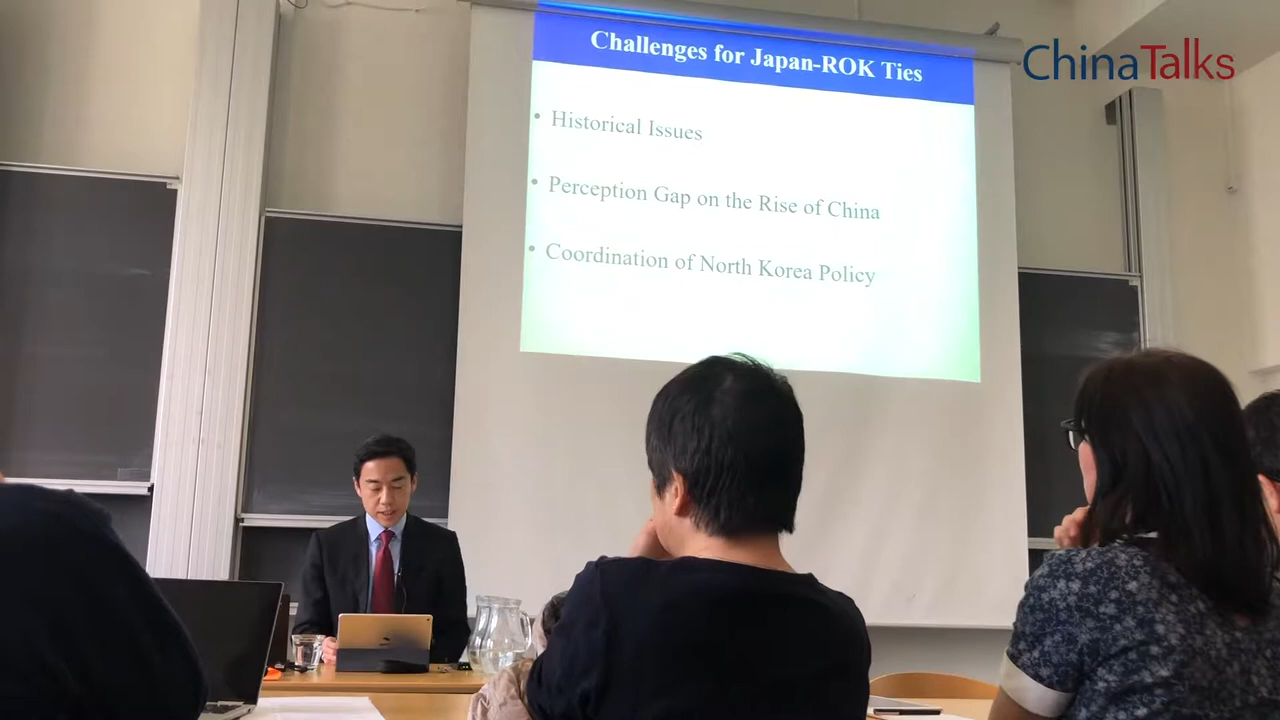 Challenges for Japan-ROK Ties
ChinaTalks
• Historical Issues
• Perception Gap on the Rise of China
• Coordination of North Korea Policy